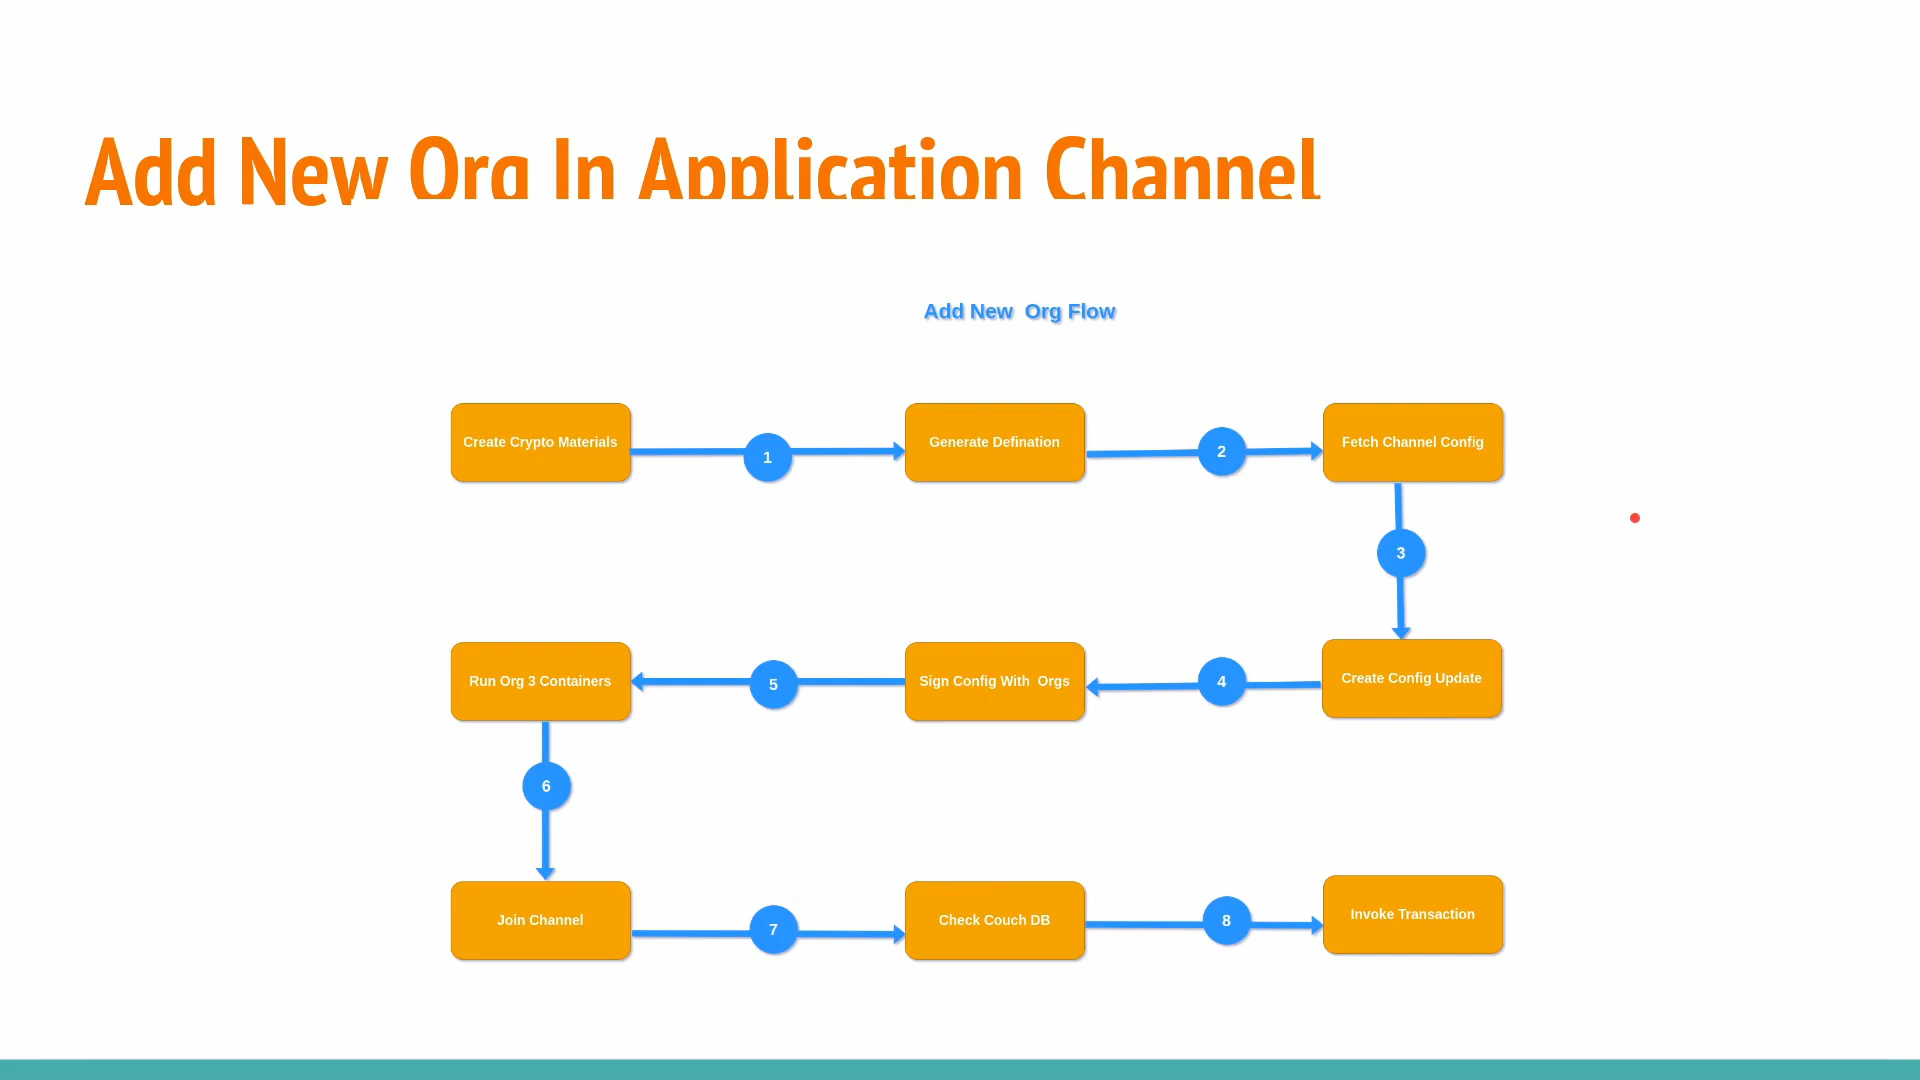 Add New Org In Application Channel
Add New  Org Flow
Create Crypto Materials
1
Generate Defination
2
Fetch Channel Config
3
Create Config Update
4
Sign Config With  Orgs
5
Run Org 3 Containers
6
Join Channel
7
Check Couch DB
8
Invoke Transaction